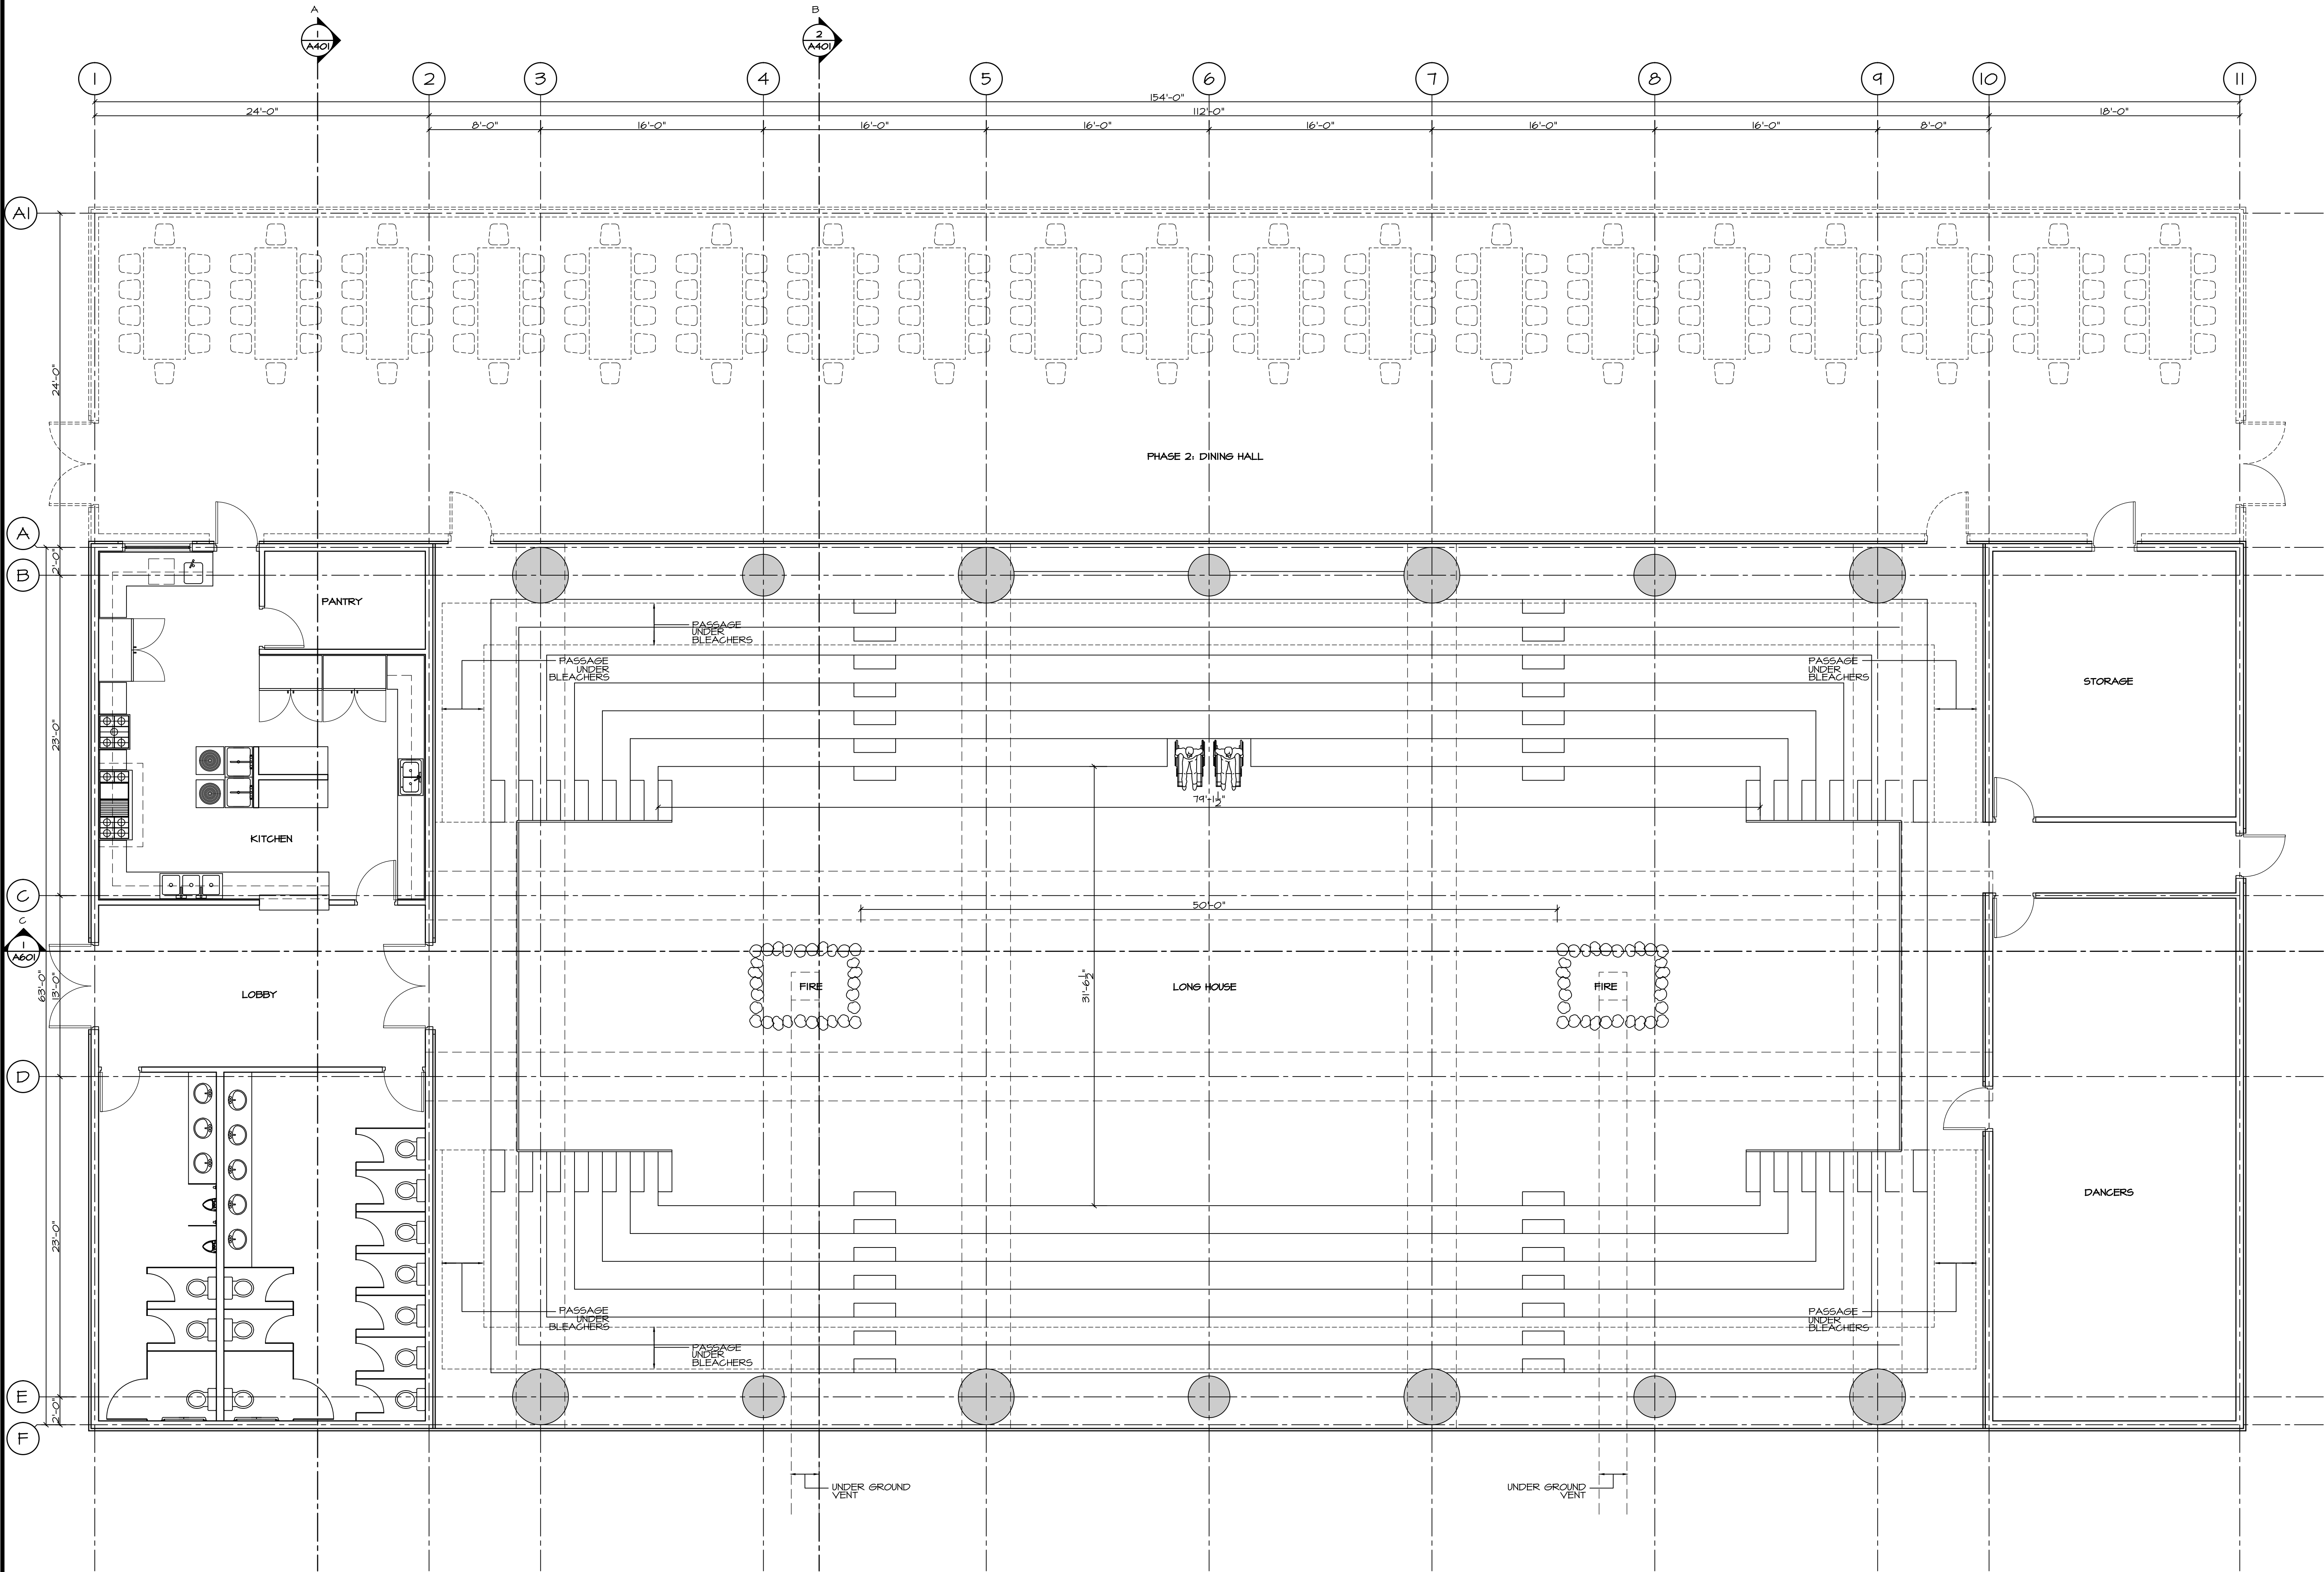 A
B
1
A401
2
A401
1
2
3
4
5
6
7
8
9
10
11
154'-0"
24'-0"
112'-0"
18'-0"
8'-0"
16'-0"
16'-0"
16'-0"
16'-0"
16'-0"
16'-0"
8'-0"
A1
24'-0"
PHASE 2: DINING HALL
A
2'-0"
B
PANTRY
PASSAGE
UNDER
BLEACHERS
PASSAGE
UNDER
BLEACHERS
PASSAGE
UNDER
BLEACHERS
STORAGE
23'-0"
79'-1 1/2"
KITCHEN
C
50'-0"
C
1
A601
63'-0"
13'-0"
LOBBY
FIRE
31'-6 1/2"
LONG HOUSE
FIRE
D
DANCERS
23'-0"
PASSAGE
UNDER
BLEACHERS
PASSAGE
UNDER
BLEACHERS
PASSAGE
UNDER
BLEACHERS
E
2'-0"
F
UNDER GROUND
VENT
UNDER GROUND
VENT